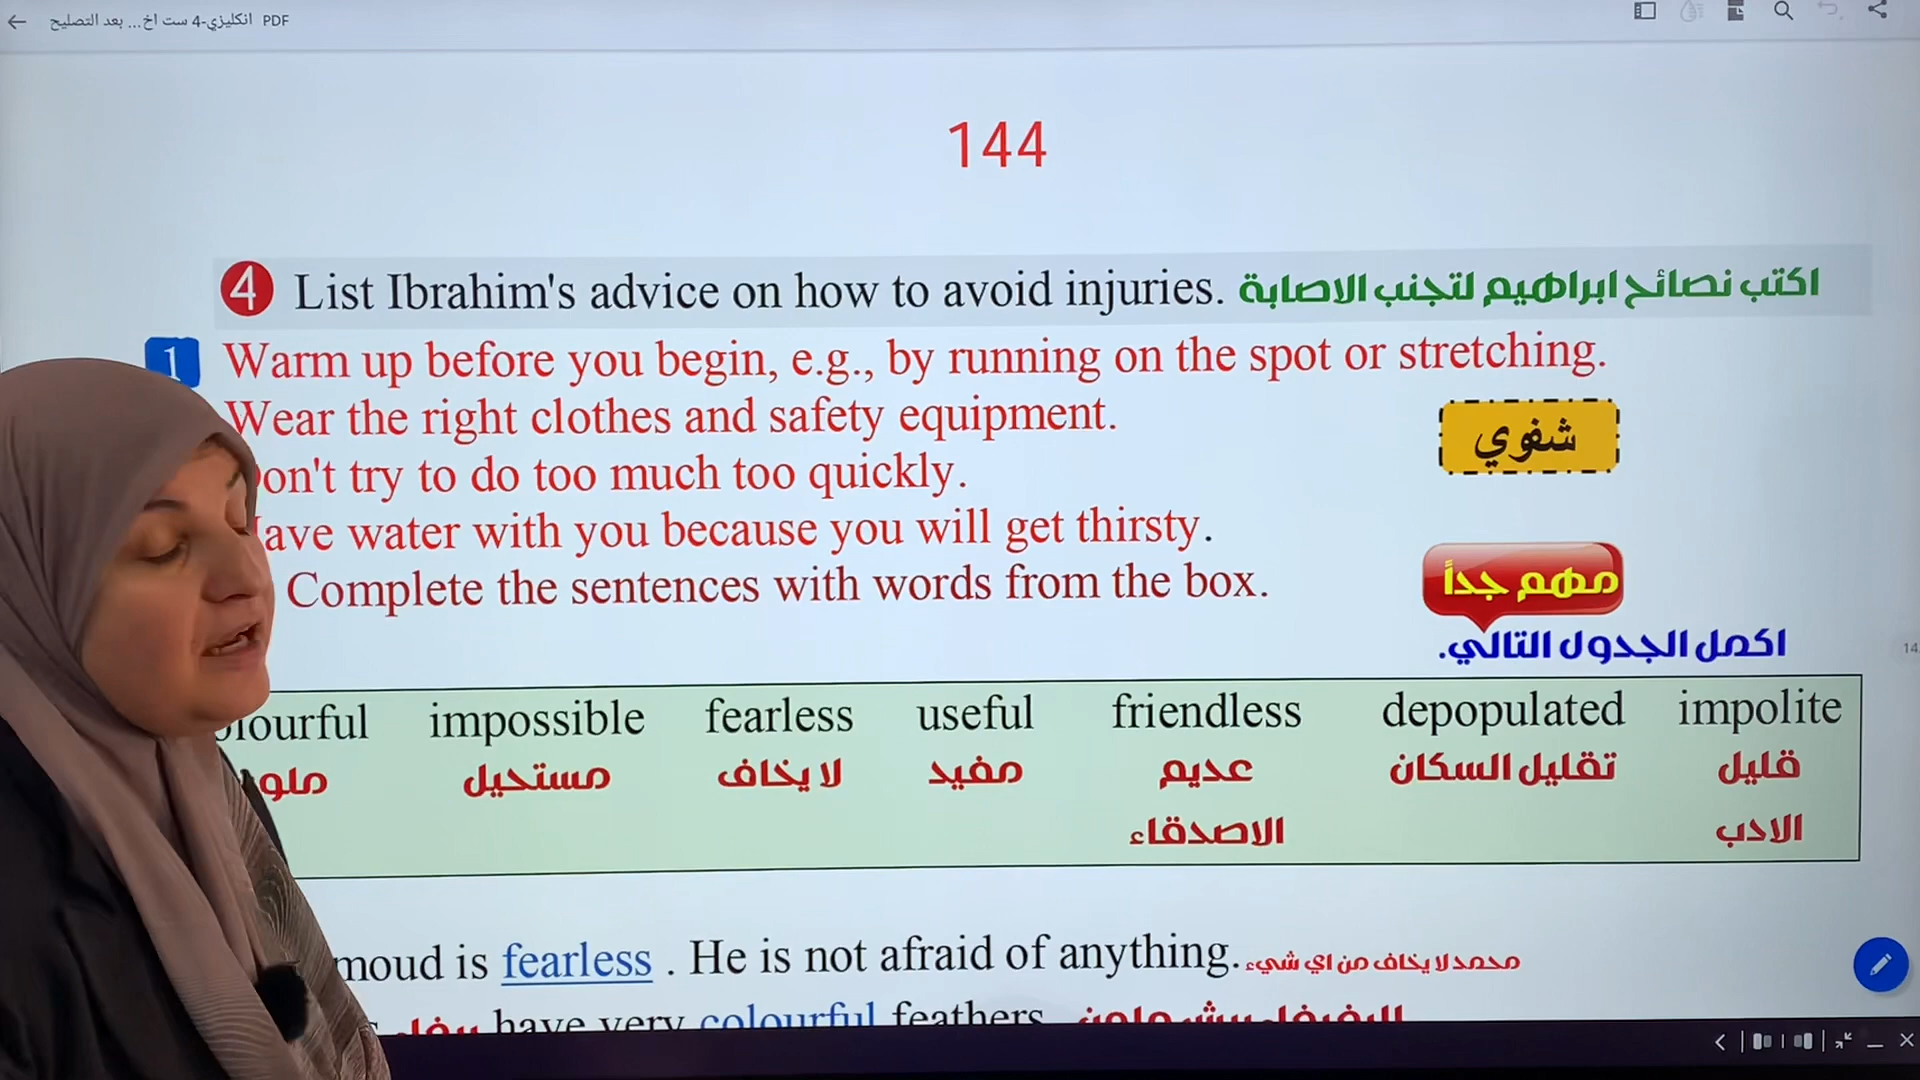 انكليزي-4 ست اخ... بعد التصليح PDF
144
4 List Ibrahim's advice on how to avoid injuries. اكتب نصائح ابراهيم لتجنب الاصابة
1 Warm up before you begin, e.g., by running on the spot or stretching.
Wear the right clothes and safety equipment.
شفوي
try to do too much too quickly.
water with you because you will get thirsty.
Complete the sentences with words from the box.
مهم جداً
اكمل الجدول التالي.
impossible fearless useful friendless depopulated impolite
مستحيل لا يخاف مفيد عديم تقليل السكان قليل
الاصدقاء الادب
is fearless . He is not afraid of anything. محمد لا يخاف من اي شيء
have very colourful feathers